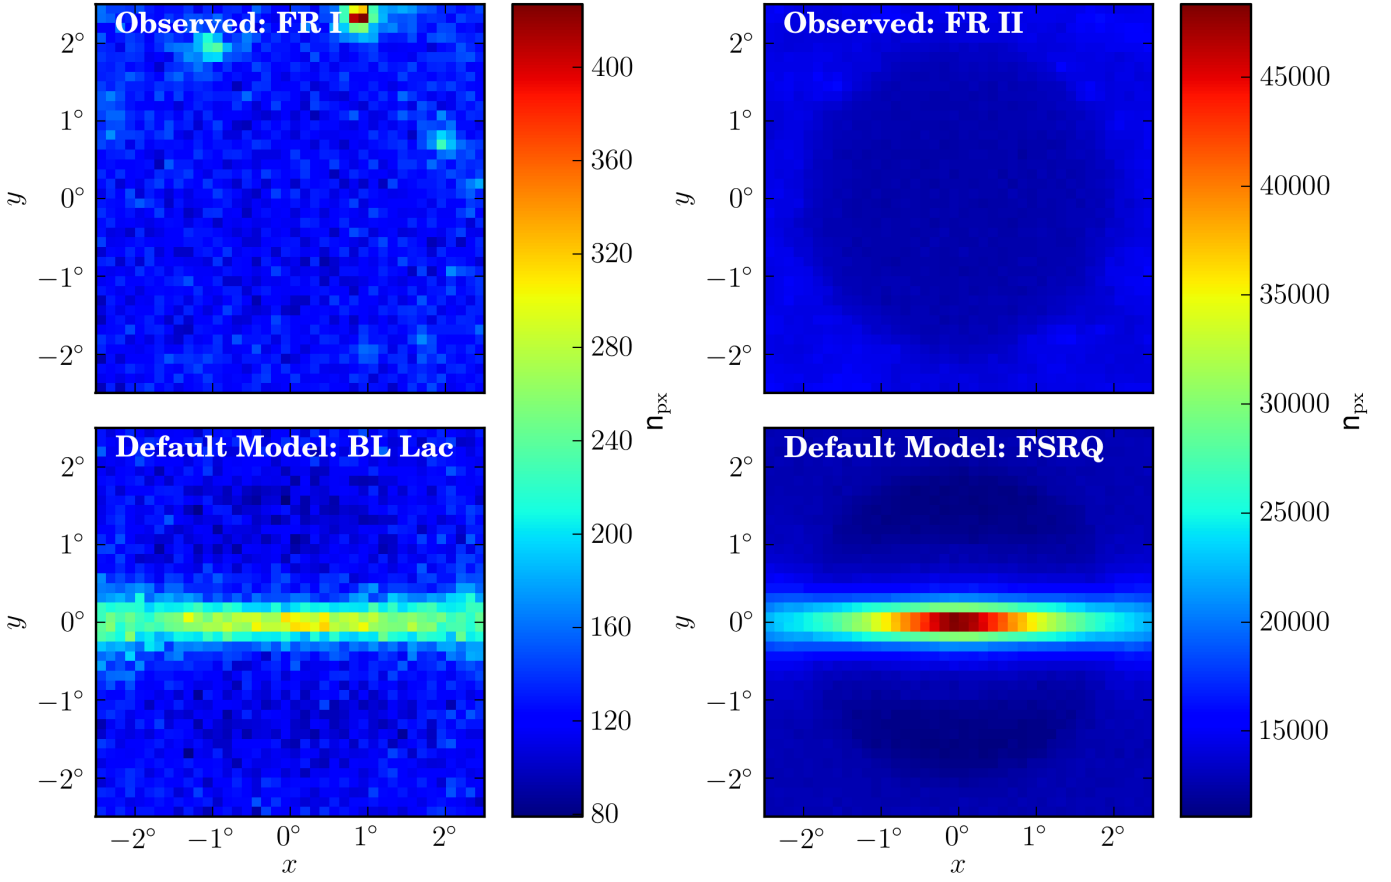 Observed: FR I
Observed: FR II
2°
1°
0°
−1°
−2°
y
2°
1°
0°
−1°
−2°
y
Default Model: BL Lac
Default Model: FSRQ
2°
1°
0°
−1°
−2°
y
2°
1°
0°
−1°
−2°
y
−2° −1° 0° 1° 2°
x
−2° −1° 0° 1° 2°
x
400
360
320
280
240
200
160
120
80
n_px
45000
40000
35000
30000
25000
20000
15000
n_px